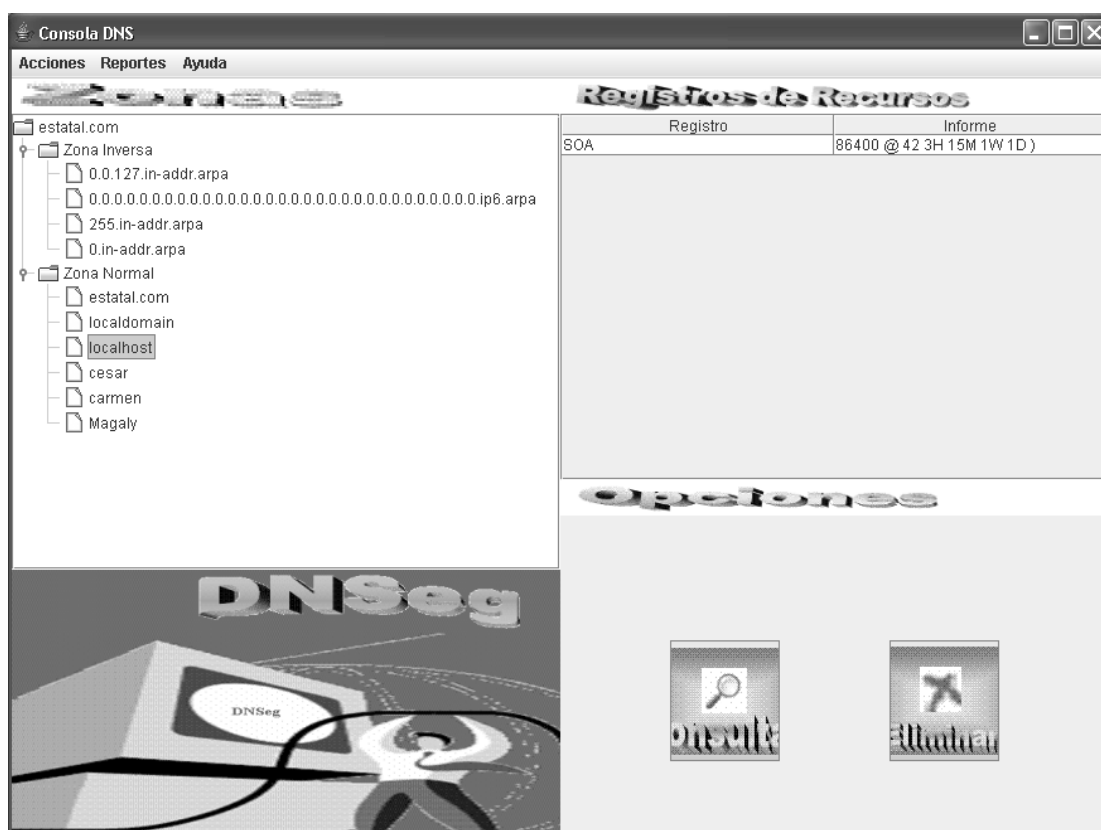 Consola DNS
Acciones Reportes Ayuda
Zonas
Registros de Recursos
estatal.com
Zona Inversa
0.0.127.in-addr.arpa
0.0.0.0.0.0.0.0.0.0.0.0.0.0.0.0.0.0.0.0.0.0.0.0.0.0.0.0.0.0.0.0.ip6.arpa
255.in-addr.arpa
0.in-addr.arpa
Zona Normal
estatal.com
localdomain
localhost
cesar
carmen
Magaly
Registro Informe
SOA 86400 @ 42 3H 15M 1W 1D )
Opciones
DNSeg
DNSeg
onsulta
Elliminar